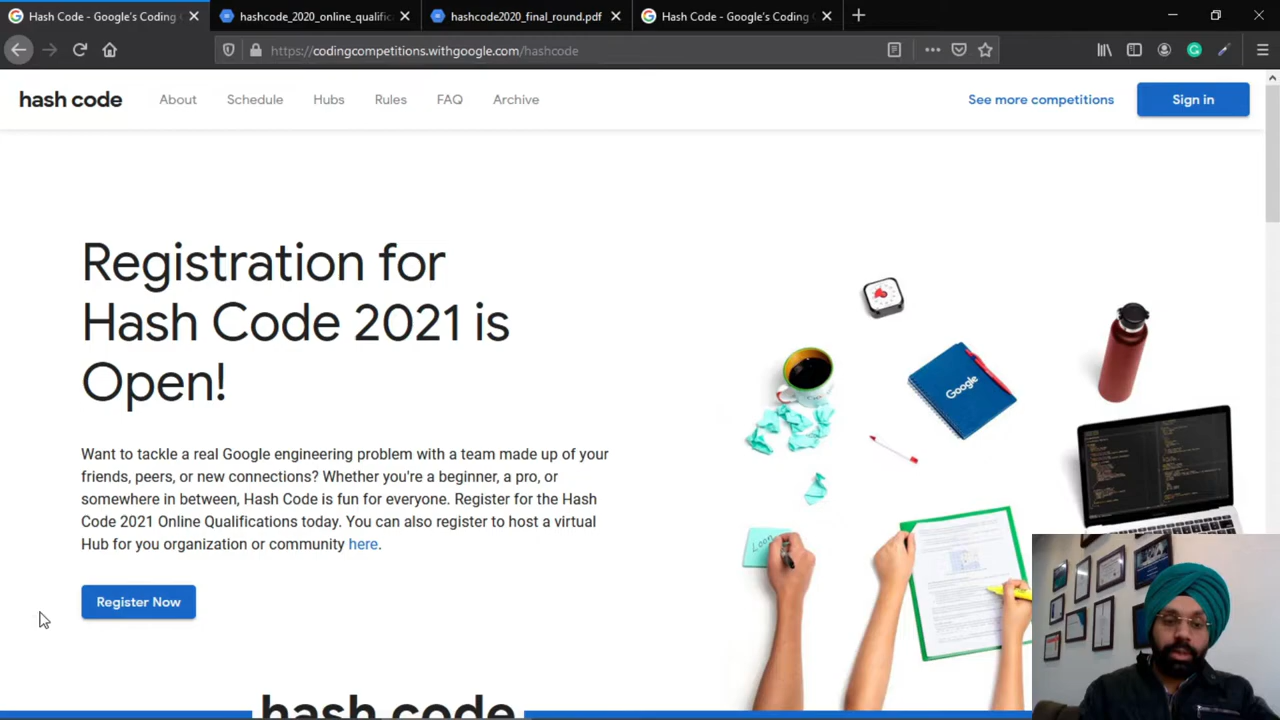 Hash Code - Google's Coding
hashcode_2020_online_qualific
hashcode2020_final_round.pdf
Hash Code - Google's Coding
https://codingcompetitions.withgoogle.com/hashcode
hash code
About
Schedule
Hubs
Rules
FAQ
Archive
See more competitions
Sign in
Registration for
Hash Code 2021 is
Open!
Google
Want to tackle a real Google engineering problem with a team made up of your
friends, peers, or new connections? Whether you're a beginner, a pro, or
somewhere in between, Hash Code is fun for everyone. Register for the Hash
Code 2021 Online Qualifications today. You can also register to host a virtual
Hub for you organization or community here.
Register Now
hash code